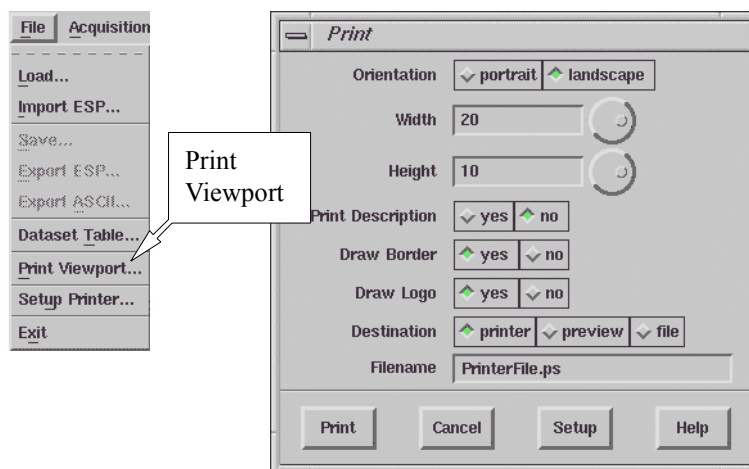 File Acquisition
Load...
Import ESP...
Save...
Export ESP...
Export ASCII...
Dataset Table...
Print Viewport...
Setup Printer...
Exit
Print
Viewport
Print
Orientation portrait landscape
Width 20
Height 10
Print Description yes no
Draw Border yes no
Draw Logo yes no
Destination printer preview file
Filename PrinterFile.ps
Print Cancel Setup Help